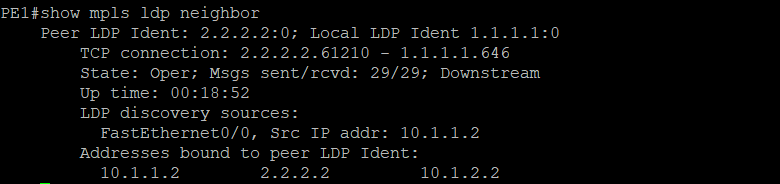 PE1#show mpls ldp neighbor
    Peer LDP Ident: 2.2.2.2:0; Local LDP Ident 1.1.1.1:0
        TCP connection: 2.2.2.2.61210 - 1.1.1.1.646
        State: Oper; Msgs sent/rcvd: 29/29; Downstream
        Up time: 00:18:52
        LDP discovery sources:
          FastEthernet0/0, Src IP addr: 10.1.1.2
        Addresses bound to peer LDP Ident:
          10.1.1.2        2.2.2.2         10.1.2.2